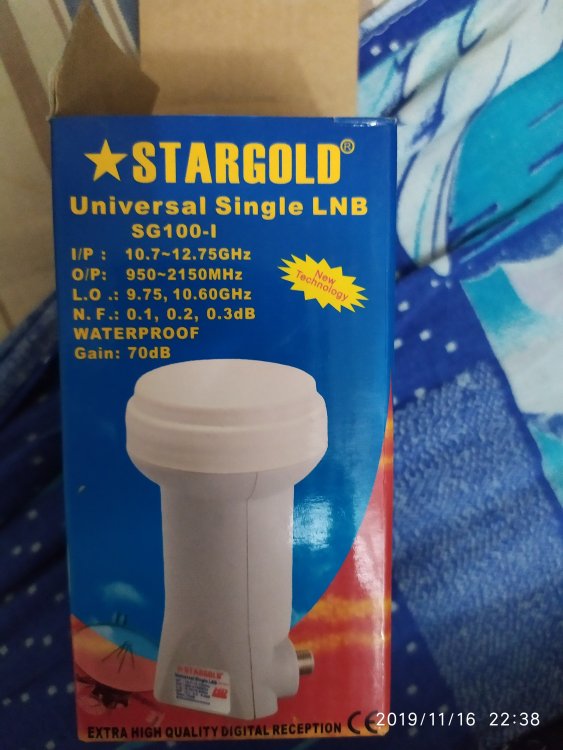 ★STARGOLD®
Universal Single LNB
SG100-I
I/P : 10.7~12.75GHz
O/P: 950~2150MHz
L.O .: 9.75, 10.60GHz
N. F.: 0.1, 0.2, 0.3dB
WATERPROOF
Gain: 70dB
New
Technology
★STARGOLD
Universal Single LNB
EXTRA HIGH QUALITY DIGITAL RECEPTION CE
2019/11/16 22:38